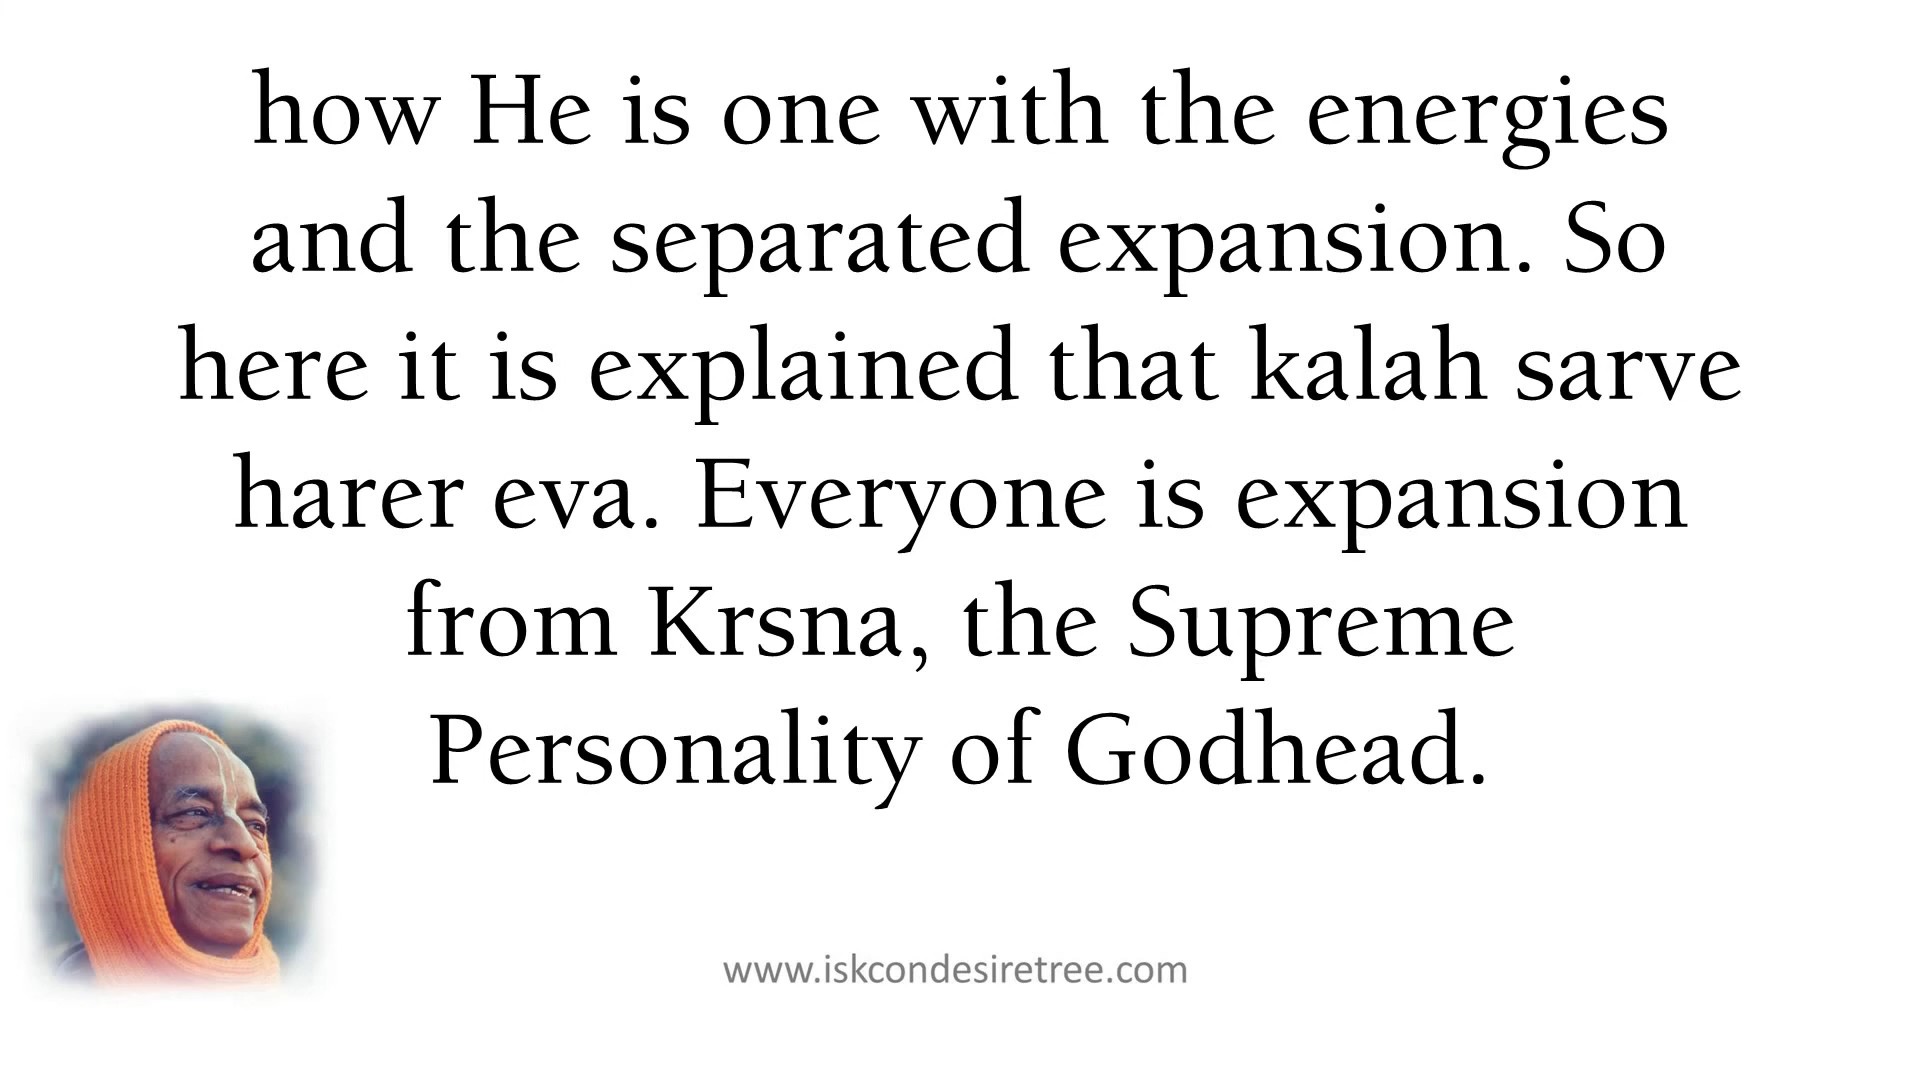 how He is one with the energies
and the separated expansion. So
here it is explained that kalah sarve
harer eva. Everyone is expansion
from Krsna, the Supreme
Personality of Godhead.
www.iskcondesiretree.com